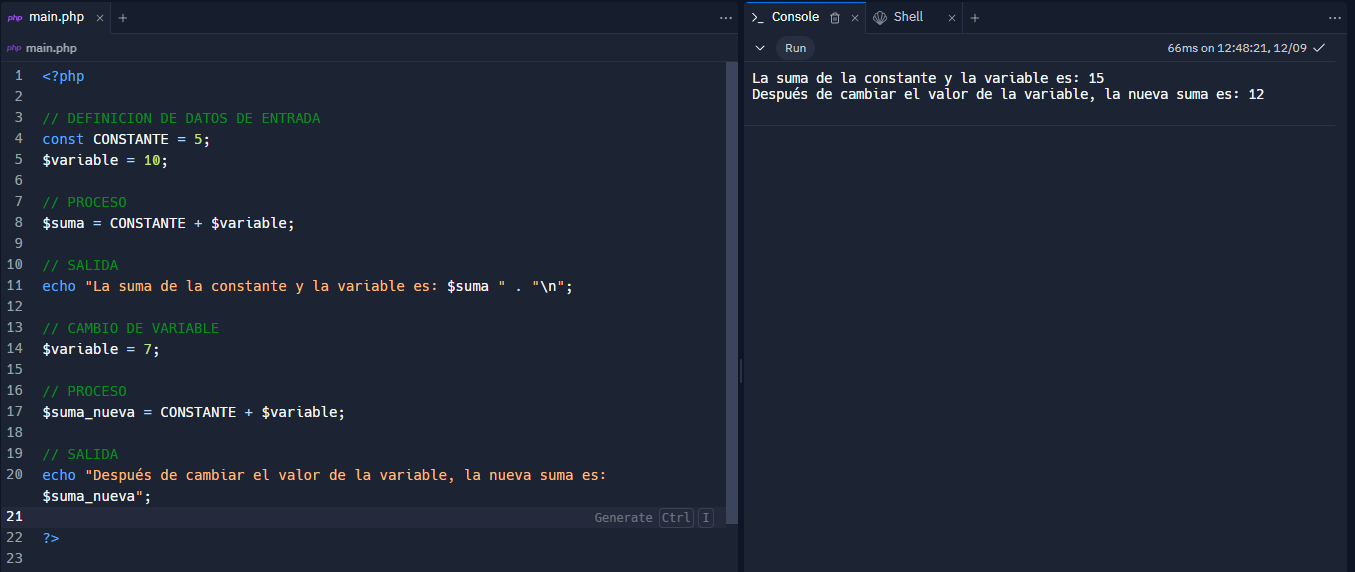 php main.php × +
php main.php
1 <?php
2
3 // DEFINICION DE DATOS DE ENTRADA
4 const CONSTANTE = 5;
5 $variable = 10;
6
7 // PROCESO
8 $suma = CONSTANTE + $variable;
9
10 // SALIDA
11 echo "La suma de la constante y la variable es: $suma " . "\n";
12
13 // CAMBIO DE VARIABLE
14 $variable = 7;
15
16 // PROCESO
17 $suma_nueva = CONSTANTE + $variable;
18
19 // SALIDA
20 echo "Después de cambiar el valor de la variable, la nueva suma es:
$suma_nueva";
21 Generate Ctrl I
22 ?>
23
Console × Shell × +
Run 66ms on 12:48:21, 12/09
La suma de la constante y la variable es: 15
Después de cambiar el valor de la variable, la nueva suma es: 12